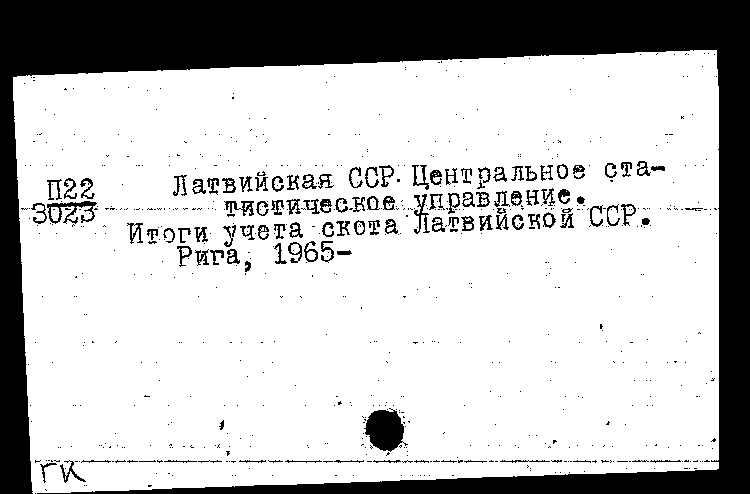 П22
3023
Латвийская ССР. Центральное ста-
тистическое управление.
Итоги учета скота Латвийской ССР.
Рига, 1965-
ГК